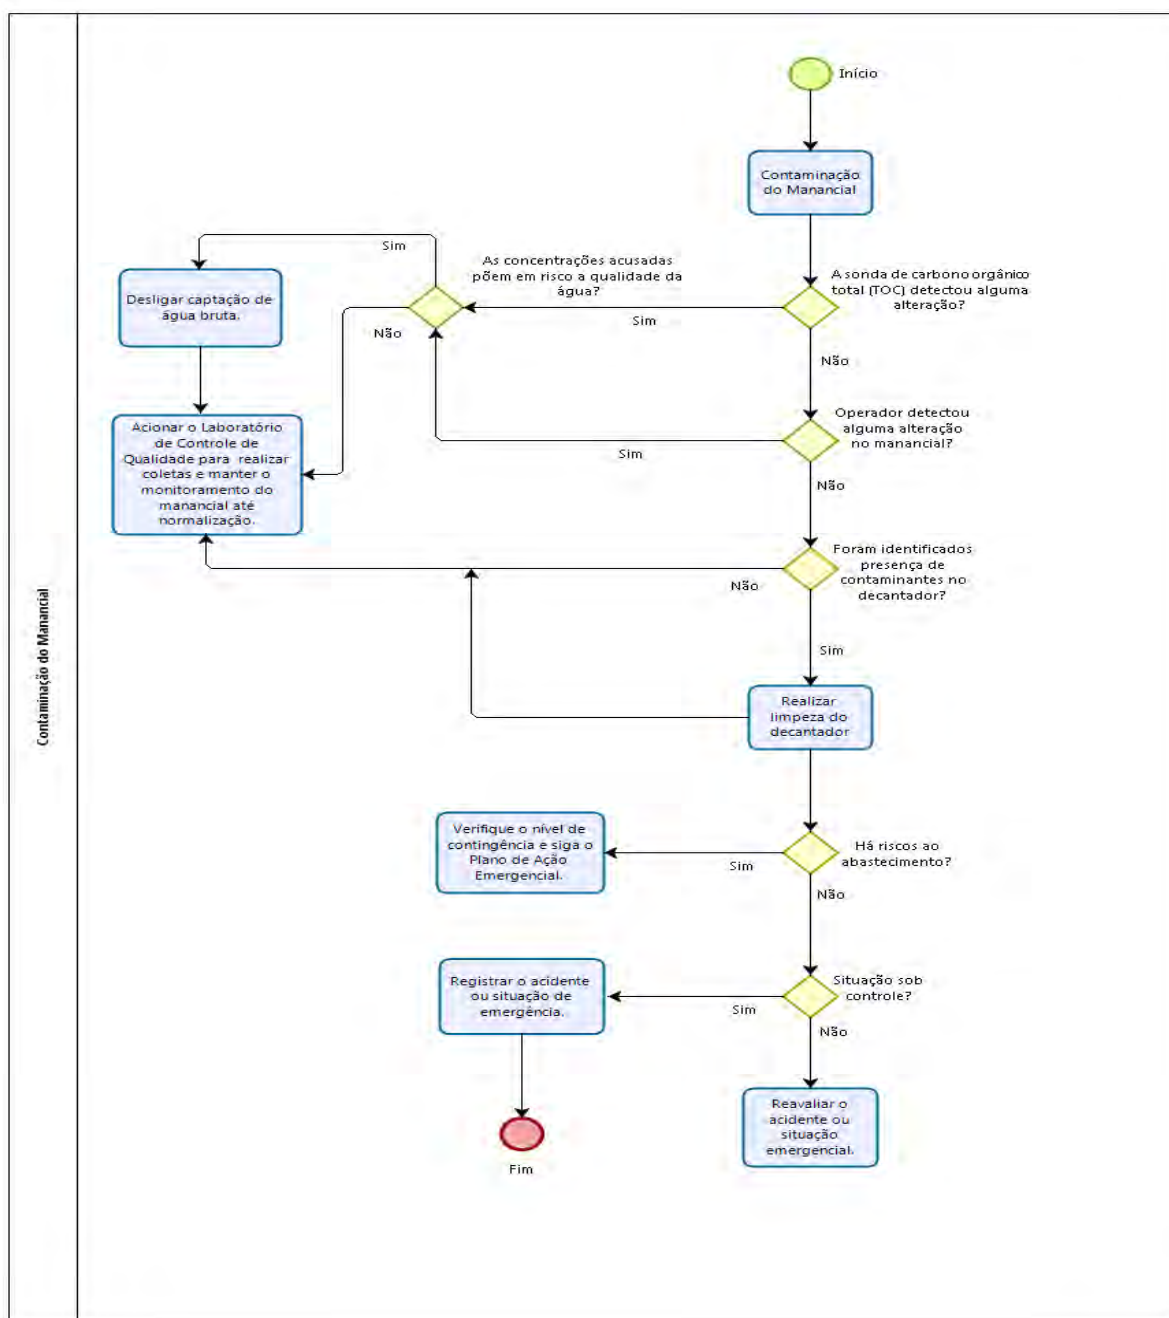 Contaminação do Manancial
Início
Contaminação
do Manancial
A sonda de carbono orgânico
total (TOC) detectou alguma
alteração?
Sim
Não
As concentrações acusadas
põem em risco a qualidade da
água?
Sim
Não
Desligar captação de
água bruta.
Acionar o Laboratório
de Controle de
Qualidade para realizar
coletas e manter o
monitoramento do
manancial até
normalização.
Operador detectou
alguma alteração
no manancial?
Sim
Não
Foram identificados
presença de
contaminantes no
decantador?
Não
Sim
Realizar
limpeza do
decantador
Há riscos ao
abastecimento?
Sim
Não
Verifique o nível de
contingência e siga o
Plano de Ação
Emergencial.
Situação sob
controle?
Sim
Não
Registrar o acidente
ou situação de
emergência.
Reavaliar o
acidente ou
situação
emergencial.
Fim